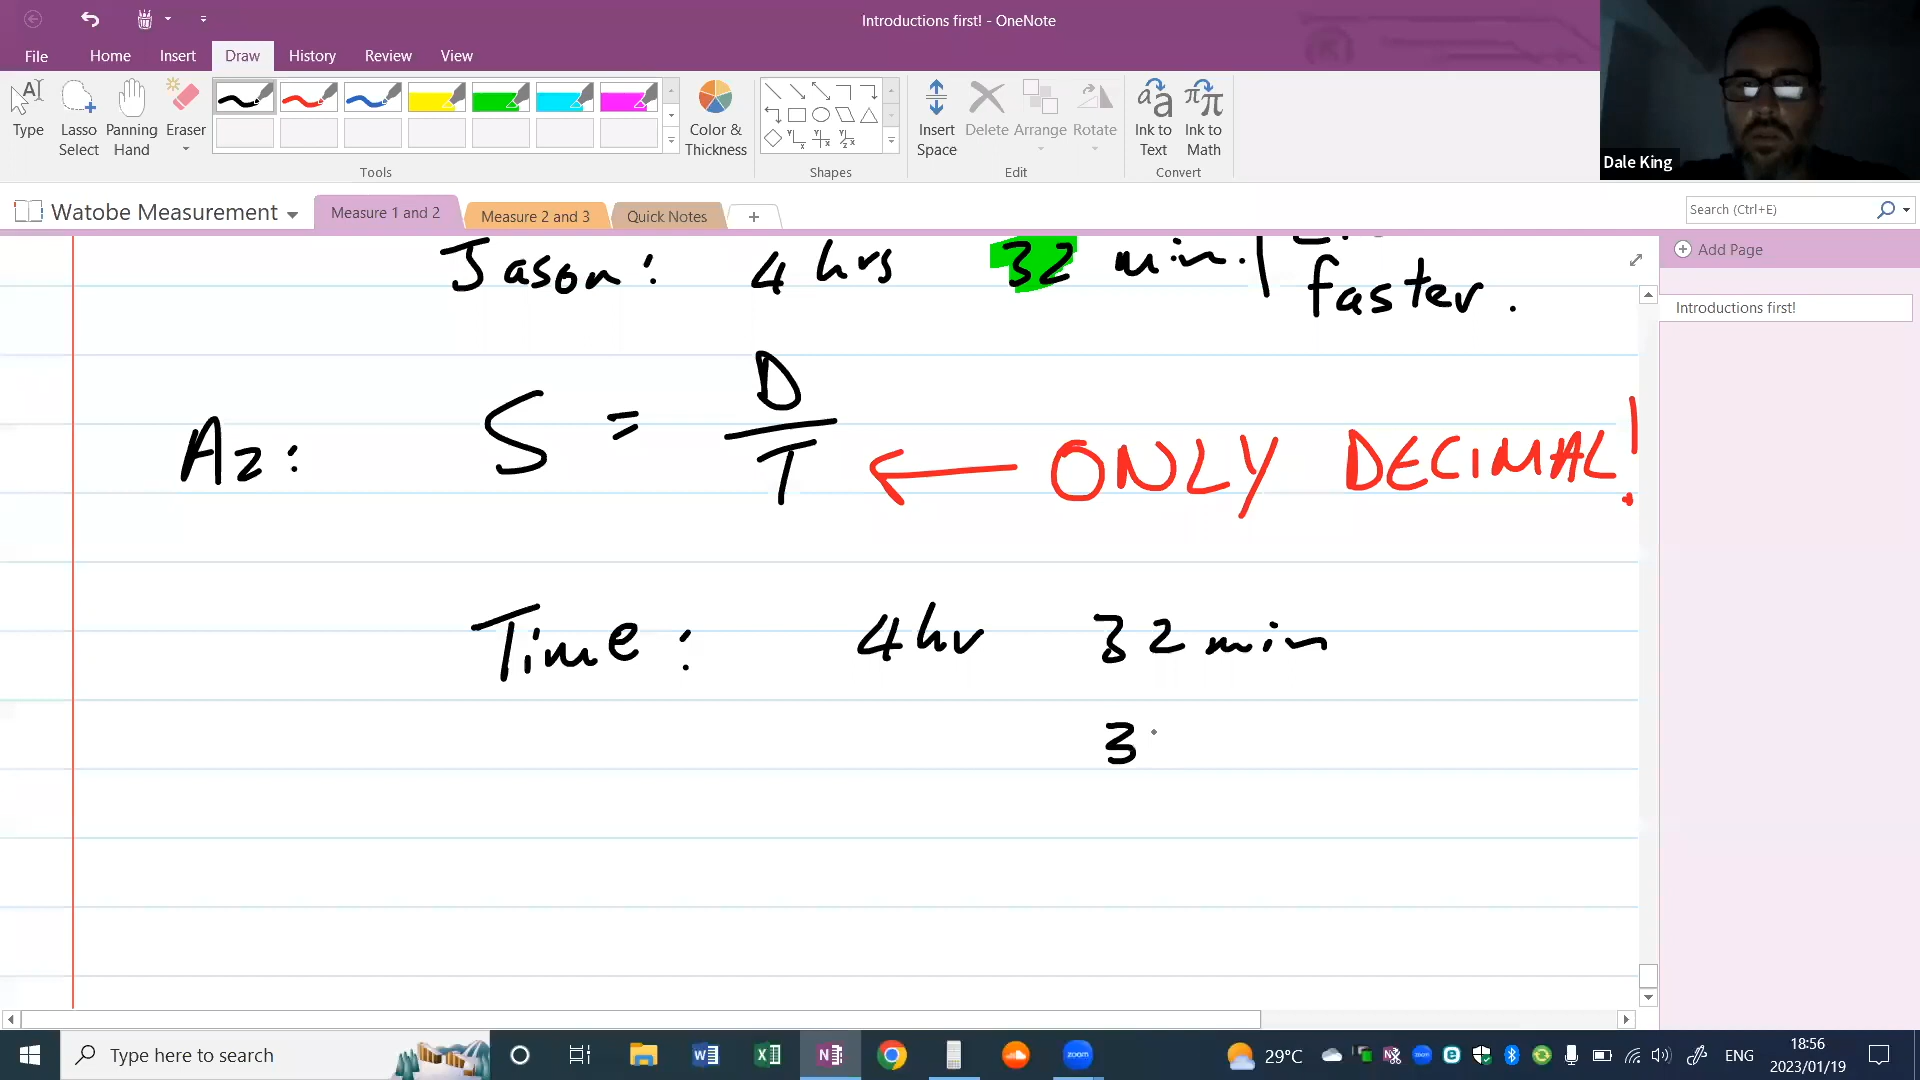 Introductions first! - OneNote
File Home Insert Draw History Review View
Type
Lasso Select
Panning Hand
Eraser
Color & Thickness
Insert Space
Delete
Arrange
Rotate
Ink to Text
Ink to Math
Tools
Shapes
Edit
Convert
Dale King
Watobe Measurement
Measure 1 and 2
Measure 2 and 3
Quick Notes
Search (Ctrl+E)
Add Page
Introductions first!
Jason: 4 hrs 32 min.
faster.
A2: S = D/T ← ONLY DECIMAL!
Time: 4hr 32 min
3
Type here to search
zoom
29°C
ENG
18:56
2023/01/19